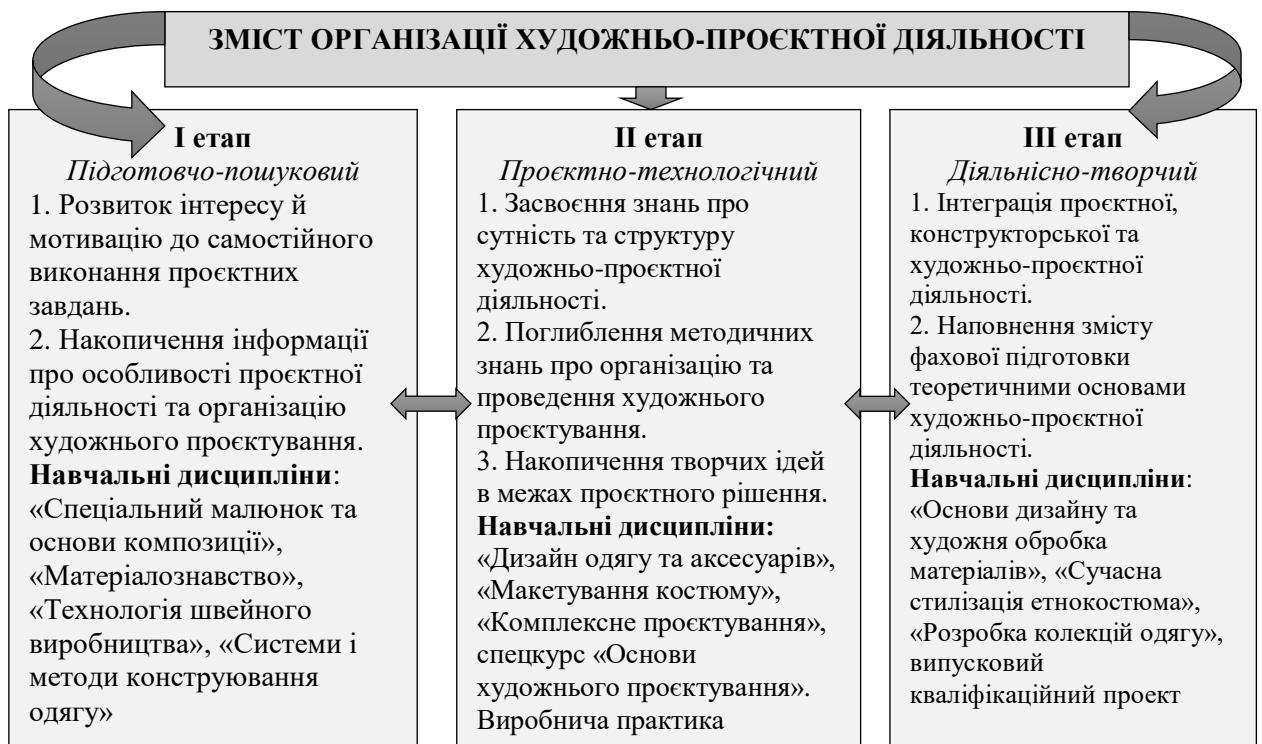 ЗМІСТ ОРГАНІЗАЦІЇ ХУДОЖНЬО-ПРОЄКТНОЇ ДІЯЛЬНОСТІ
І етап
Підготовчо-пошуковий
1. Розвиток інтересу й
мотивацію до самостійного
виконання проєктних
завдань.
2. Накопичення інформації
про особливості проєктної
діяльності та організацію
художнього проєктування.
Навчальні дисципліни:
«Спеціальний малюнок та
основи композиції»,
«Матеріалознавство»,
«Технологія швейного
виробництва», «Системи і
методи конструювання
одягу»
ІІ етап
Проєктно-технологічний
1. Засвоєння знань про
сутність та структуру
художньо-проєктної
діяльності.
2. Поглиблення методичних
знань про організацію та
проведення художнього
проєктування.
3. Накопичення творчих ідей
в межах проєктного рішення.
Навчальні дисципліни:
«Дизайн одягу та аксесуарів»,
«Макетування костюму»,
«Комплексне проєктування»,
спецкурс «Основи
художнього проєктування».
Виробнича практика
ІІІ етап
Діяльнісно-творчий
1. Інтеграція проєктної,
конструкторської та
художньо-проєктної
діяльності.
2. Наповнення змісту
фахової підготовки
теоретичними основами
художньо-проєктної
діяльності.
Навчальні дисципліни:
«Основи дизайну та
художня обробка
матеріалів», «Сучасна
стилізація етнокостюма»,
«Розробка колекцій одягу»,
випусковий
кваліфікаційний проект